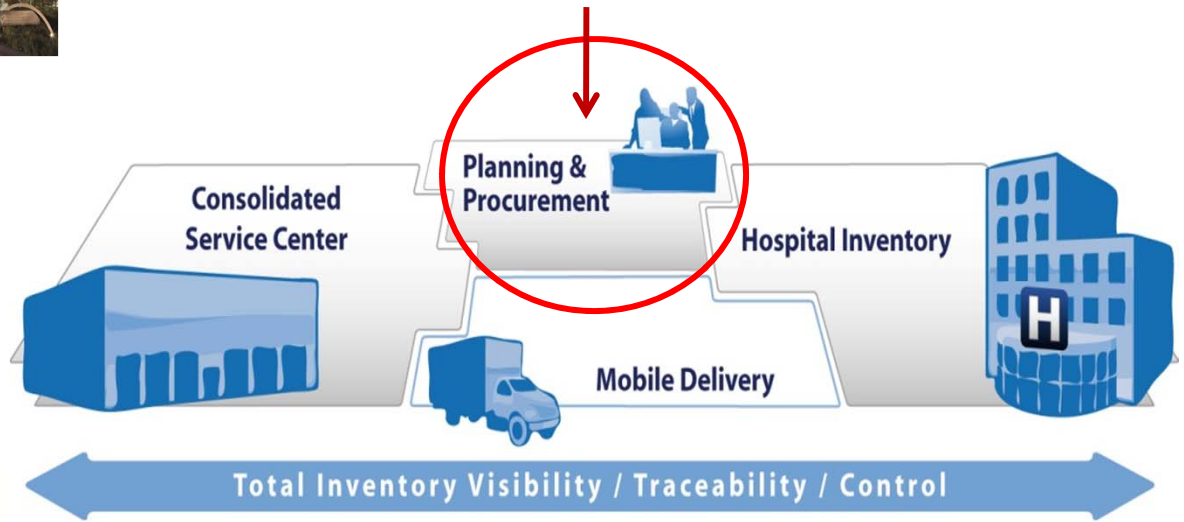 Planning &
Procurement
Consolidated
Service Center
Hospital Inventory
H
Mobile Delivery
Total Inventory Visibility / Traceability / Control